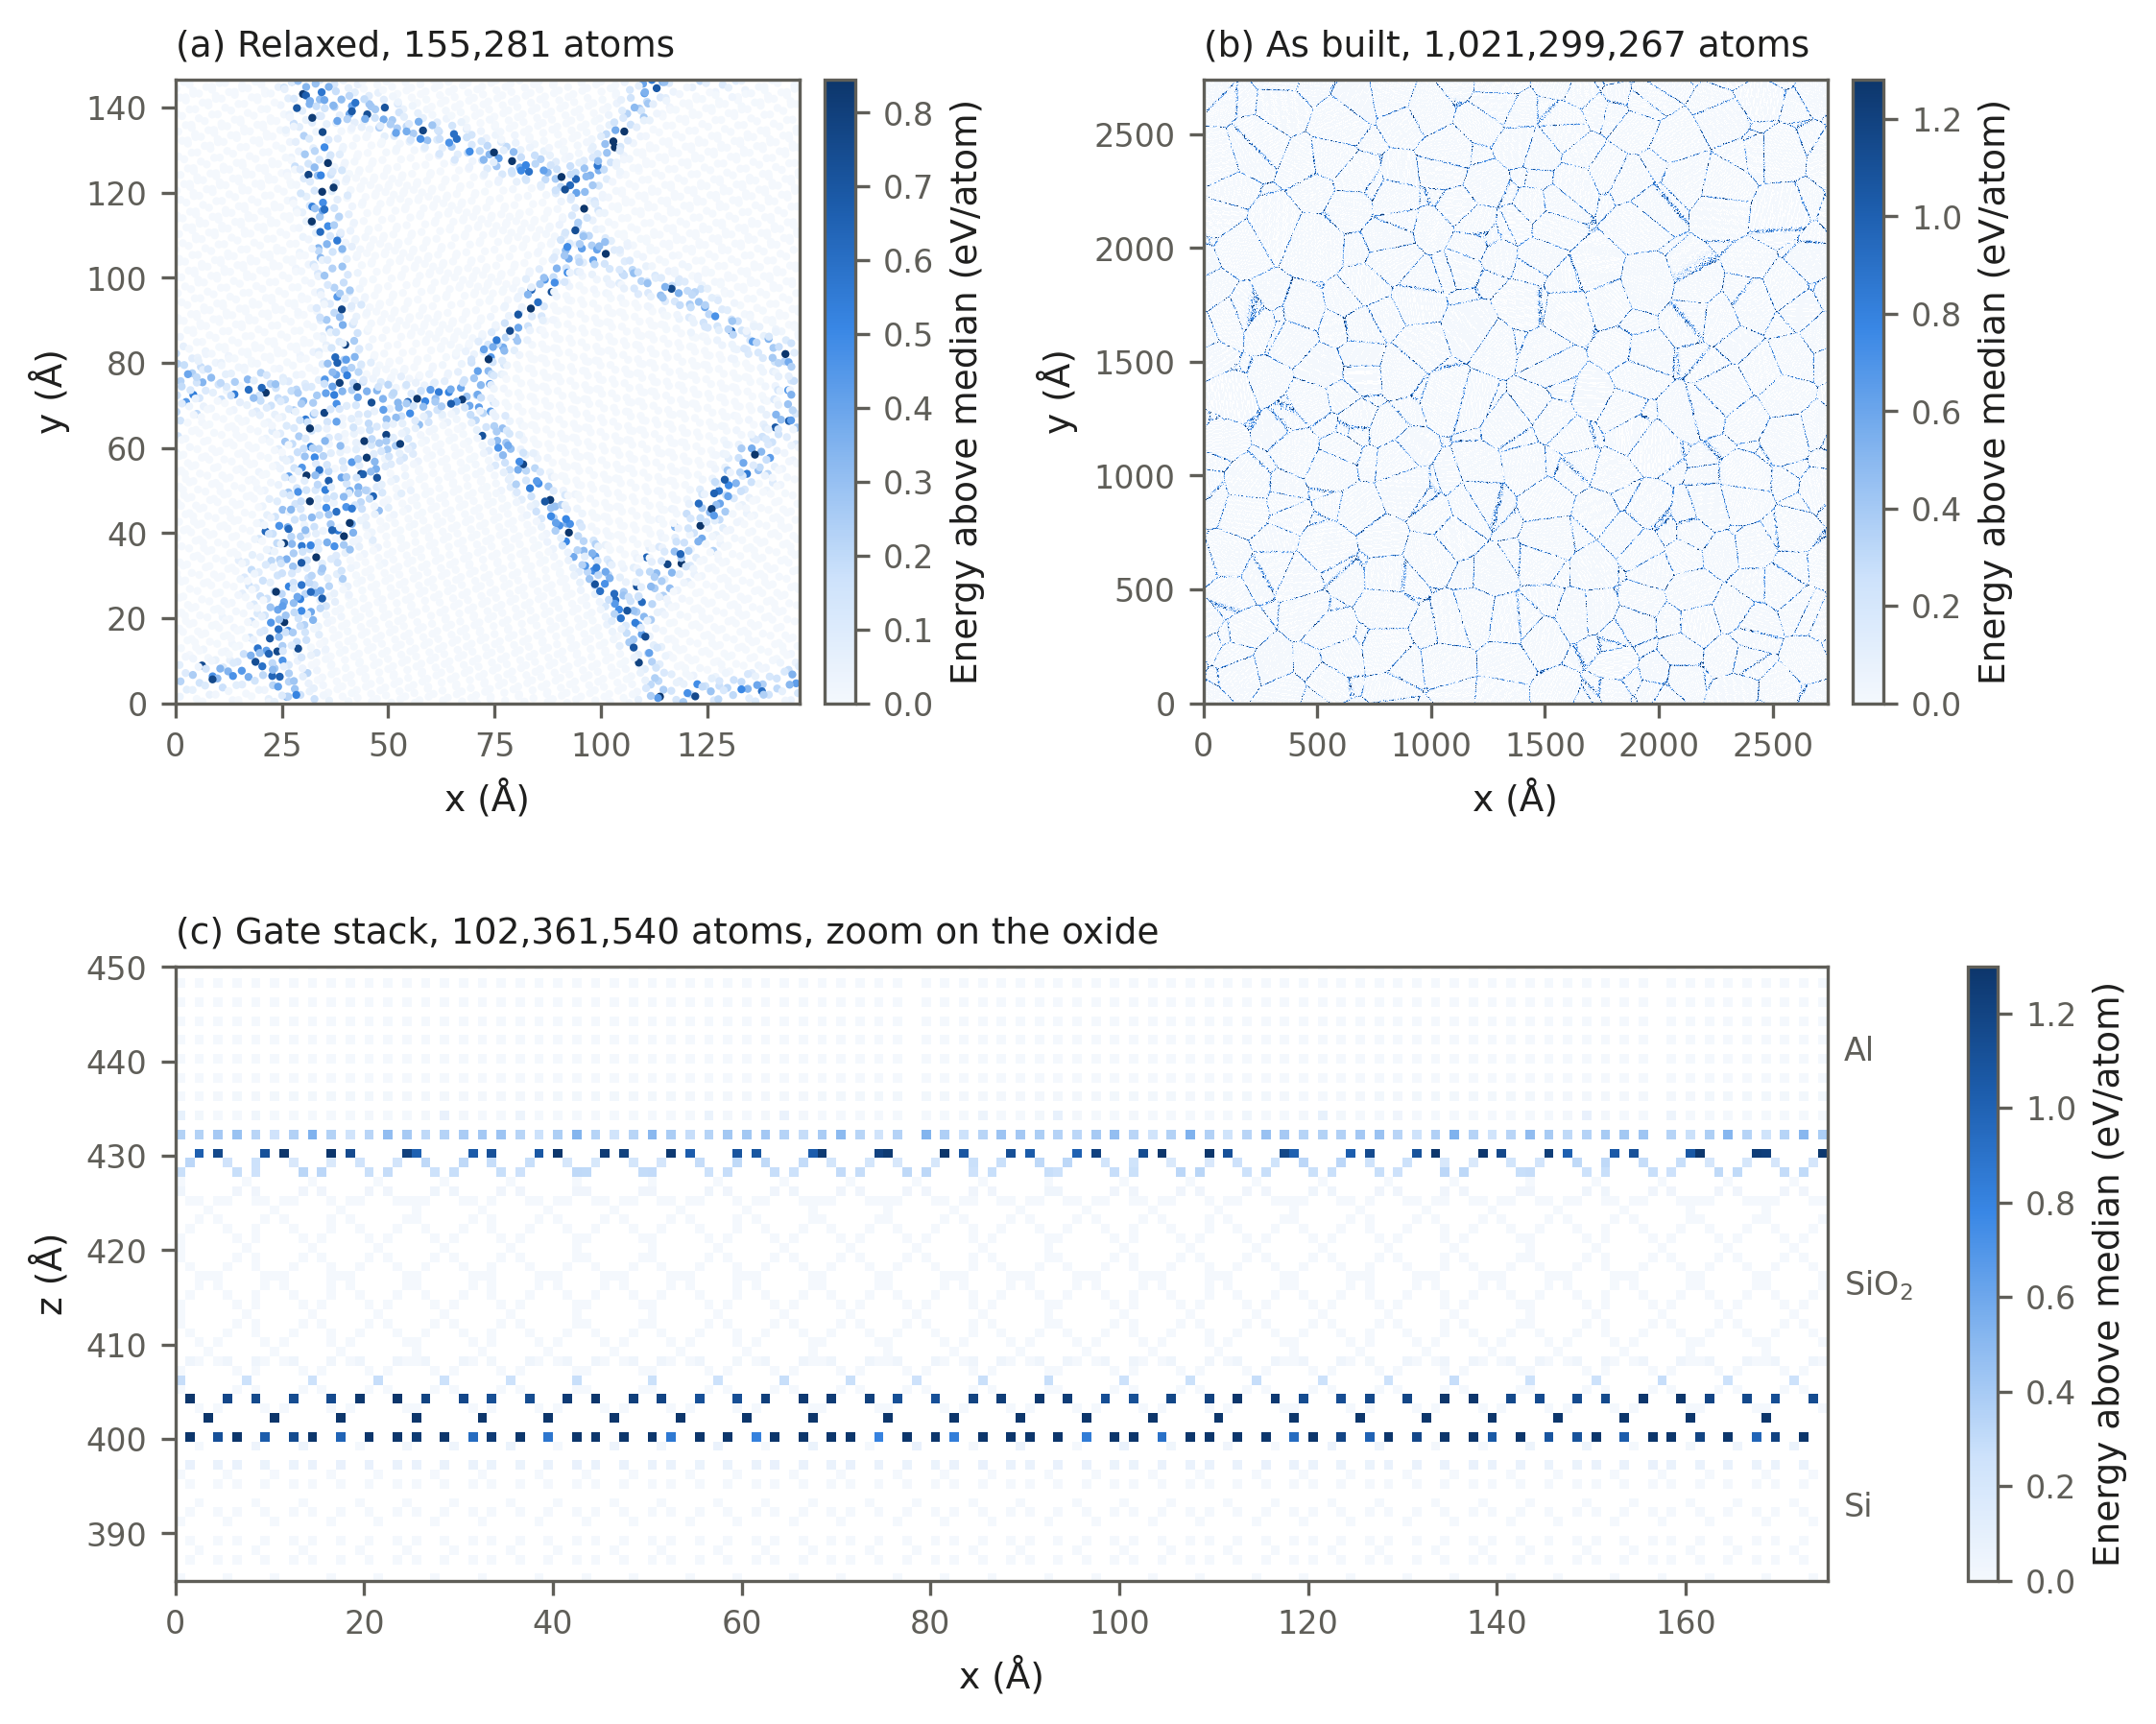 (a) Relaxed, 155,281 atoms
140
120
100
80
60
40
20
0
y (Å)
0 25 50 75 100 125
x (Å)
0.8
0.7
0.6
0.5
0.4
0.3
0.2
0.1
0.0
Energy above median (eV/atom)
(b) As built, 1,021,299,267 atoms
2500
2000
1500
1000
500
0
y (Å)
0 500 1000 1500 2000 2500
x (Å)
1.2
1.0
0.8
0.6
0.4
0.2
0.0
Energy above median (eV/atom)
(c) Gate stack, 102,361,540 atoms, zoom on the oxide
450
440
430
420
410
400
390
z (Å)
0 20 40 60 80 100 120 140 160
x (Å)
Al
SiO₂
Si
1.2
1.0
0.8
0.6
0.4
0.2
0.0
Energy above median (eV/atom)